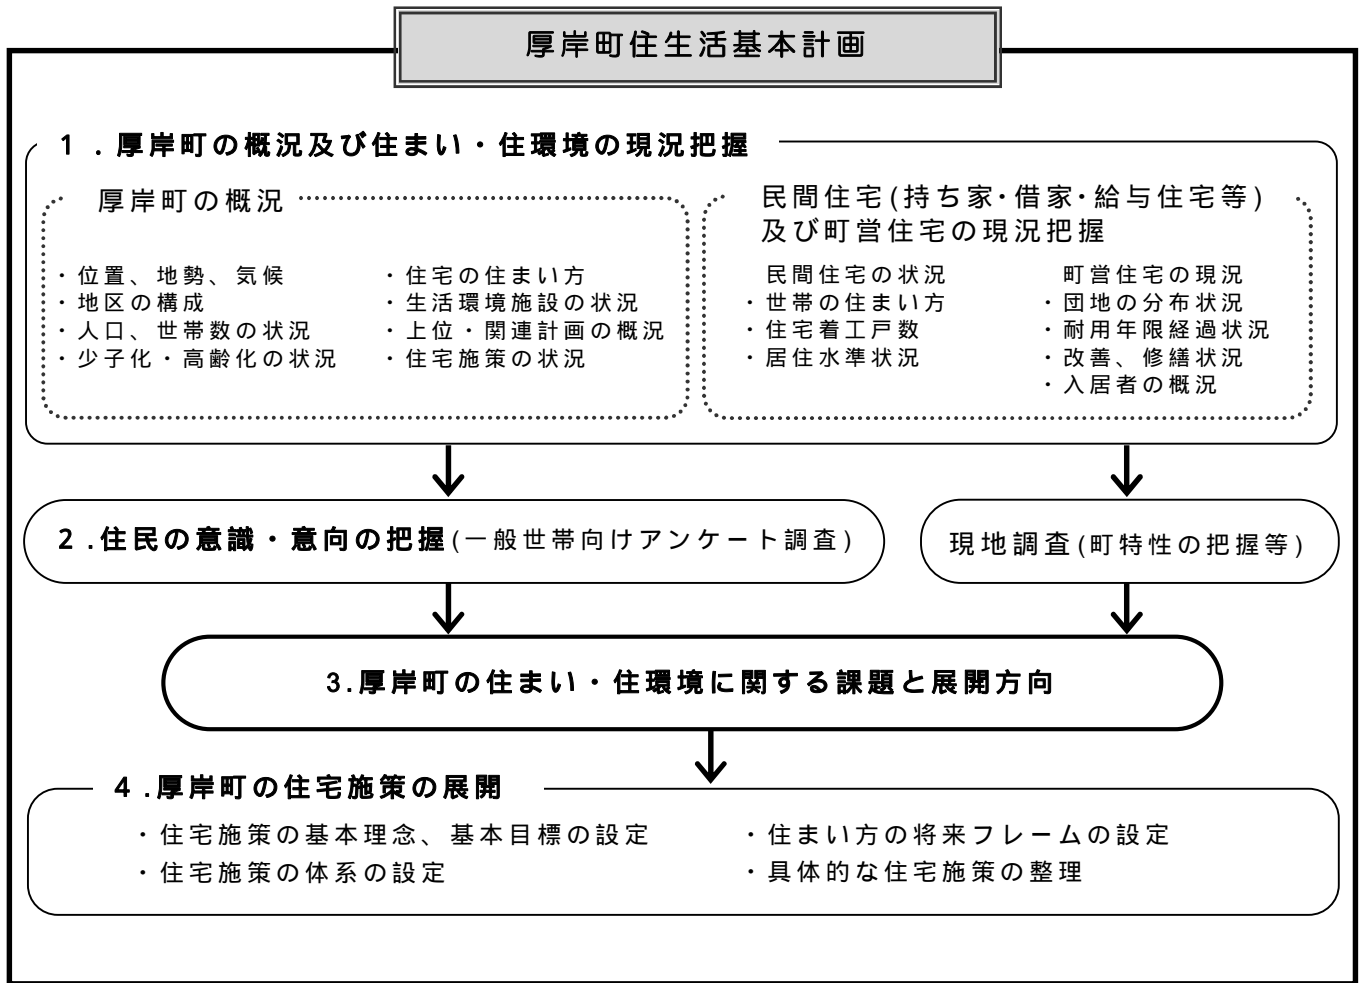 厚岸町住生活基本計画
1.厚岸町の概況及び住まい・住環境の現況把握
厚岸町の概況
・位置、地勢、気候
・地区の構成
・人口、世帯数の状況
・少子化・高齢化の状況
・住宅の住まい方
・生活環境施設の状況
・上位・関連計画の概況
・住宅施策の状況
民間住宅(持ち家・借家・給与住宅等)
及び町営住宅の現況把握
民間住宅の状況
・世帯の住まい方
・住宅着工戸数
・居住水準状況
町営住宅の現況
・団地の分布状況
・耐用年限経過状況
・改善、修繕状況
・入居者の概況
2.住民の意識・意向の把握(一般世帯向けアンケート調査)
現地調査(町特性の把握等)
3.厚岸町の住まい・住環境に関する課題と展開方向
4.厚岸町の住宅施策の展開
・住宅施策の基本理念、基本目標の設定
・住宅施策の体系の設定
・住まい方の将来フレームの設定
・具体的な住宅施策の整理